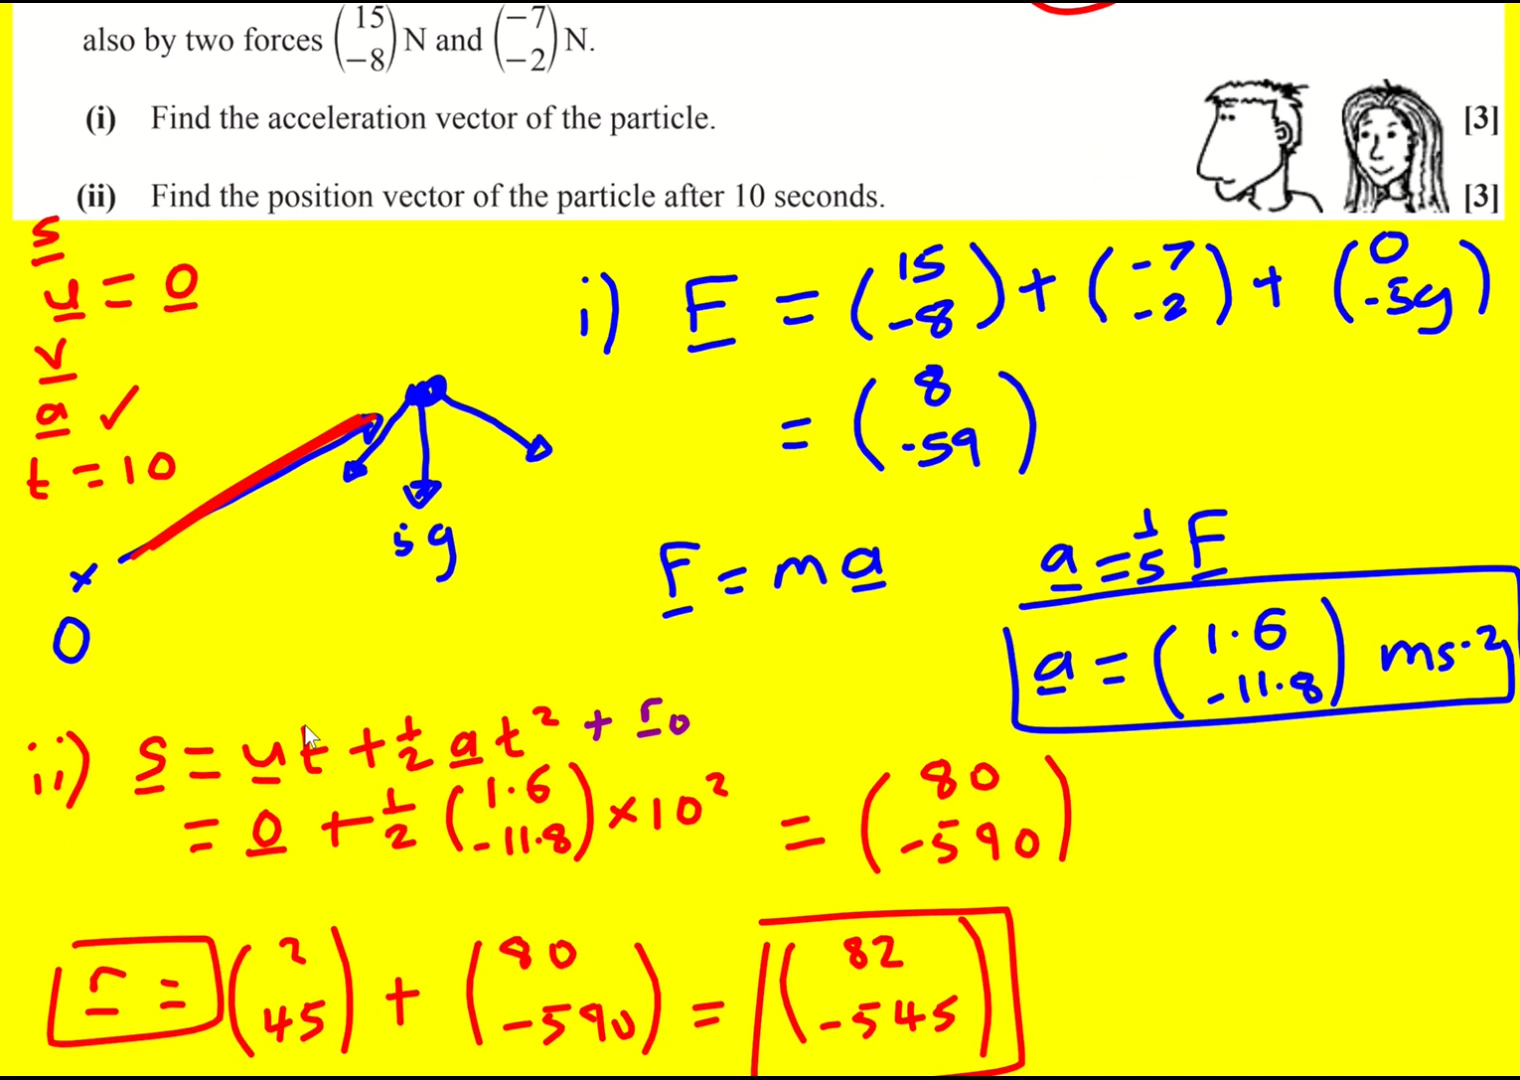 also by two forces (15 −8) N and (−7 −2) N.
(i) Find the acceleration vector of the particle. [3]
(ii) Find the position vector of the particle after 10 seconds. [3]
s
u = 0
v
a ✓
t = 10
i) F = (15 -8) + (-7 -2) + (0 -5g)
= (8 -59)
5g
O
F = ma
a = 1/5 F
a = (1.6 -11.8) ms-2
ii) s = ut + 1/2 at² + r0
= 0 + 1/2 (1.6 -11.8) × 10² = (80 -590)
r = (2 45) + (80 -590) = (82 -545)